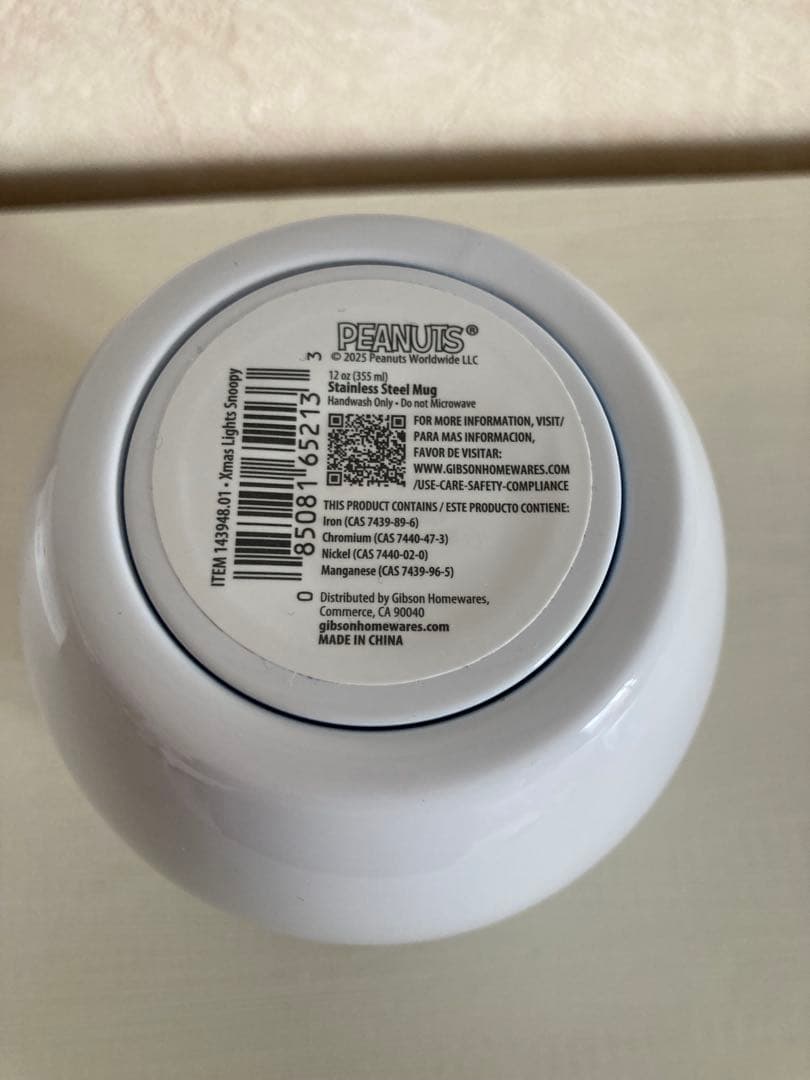 PEANUTS®
© 2025 Peanuts Worldwide LLC
12 oz (355 ml)
Stainless Steel Mug
Handwash Only • Do not Microwave
FOR MORE INFORMATION, VISIT/
PARA MAS INFORMACION,
FAVOR DE VISITAR:
WWW.GIBSONHOMEWARES.COM
/USE-CARE-SAFETY-COMPLIANCE
THIS PRODUCT CONTAINS / ESTE PRODUCTO CONTIENE:
Iron (CAS 7439-89-6)
Chromium (CAS 7440-47-3)
Nickel (CAS 7440-02-0)
Manganese (CAS 7439-96-5)
Distributed by Gibson Homewares,
Commerce, CA 90040
gibsonhomewares.com
MADE IN CHINA
ITEM 143948.01 • Xmas Lights Snoopy
0 85081 65213 3